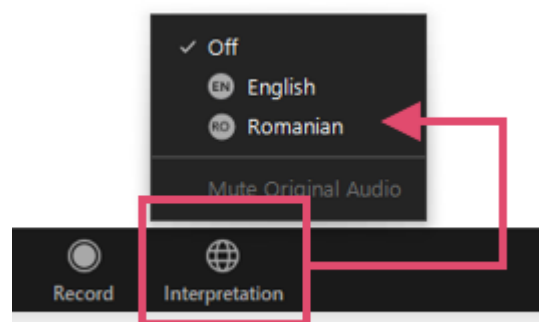 Off
EN English
RO Romanian
Mute Original Audio
Record Interpretation